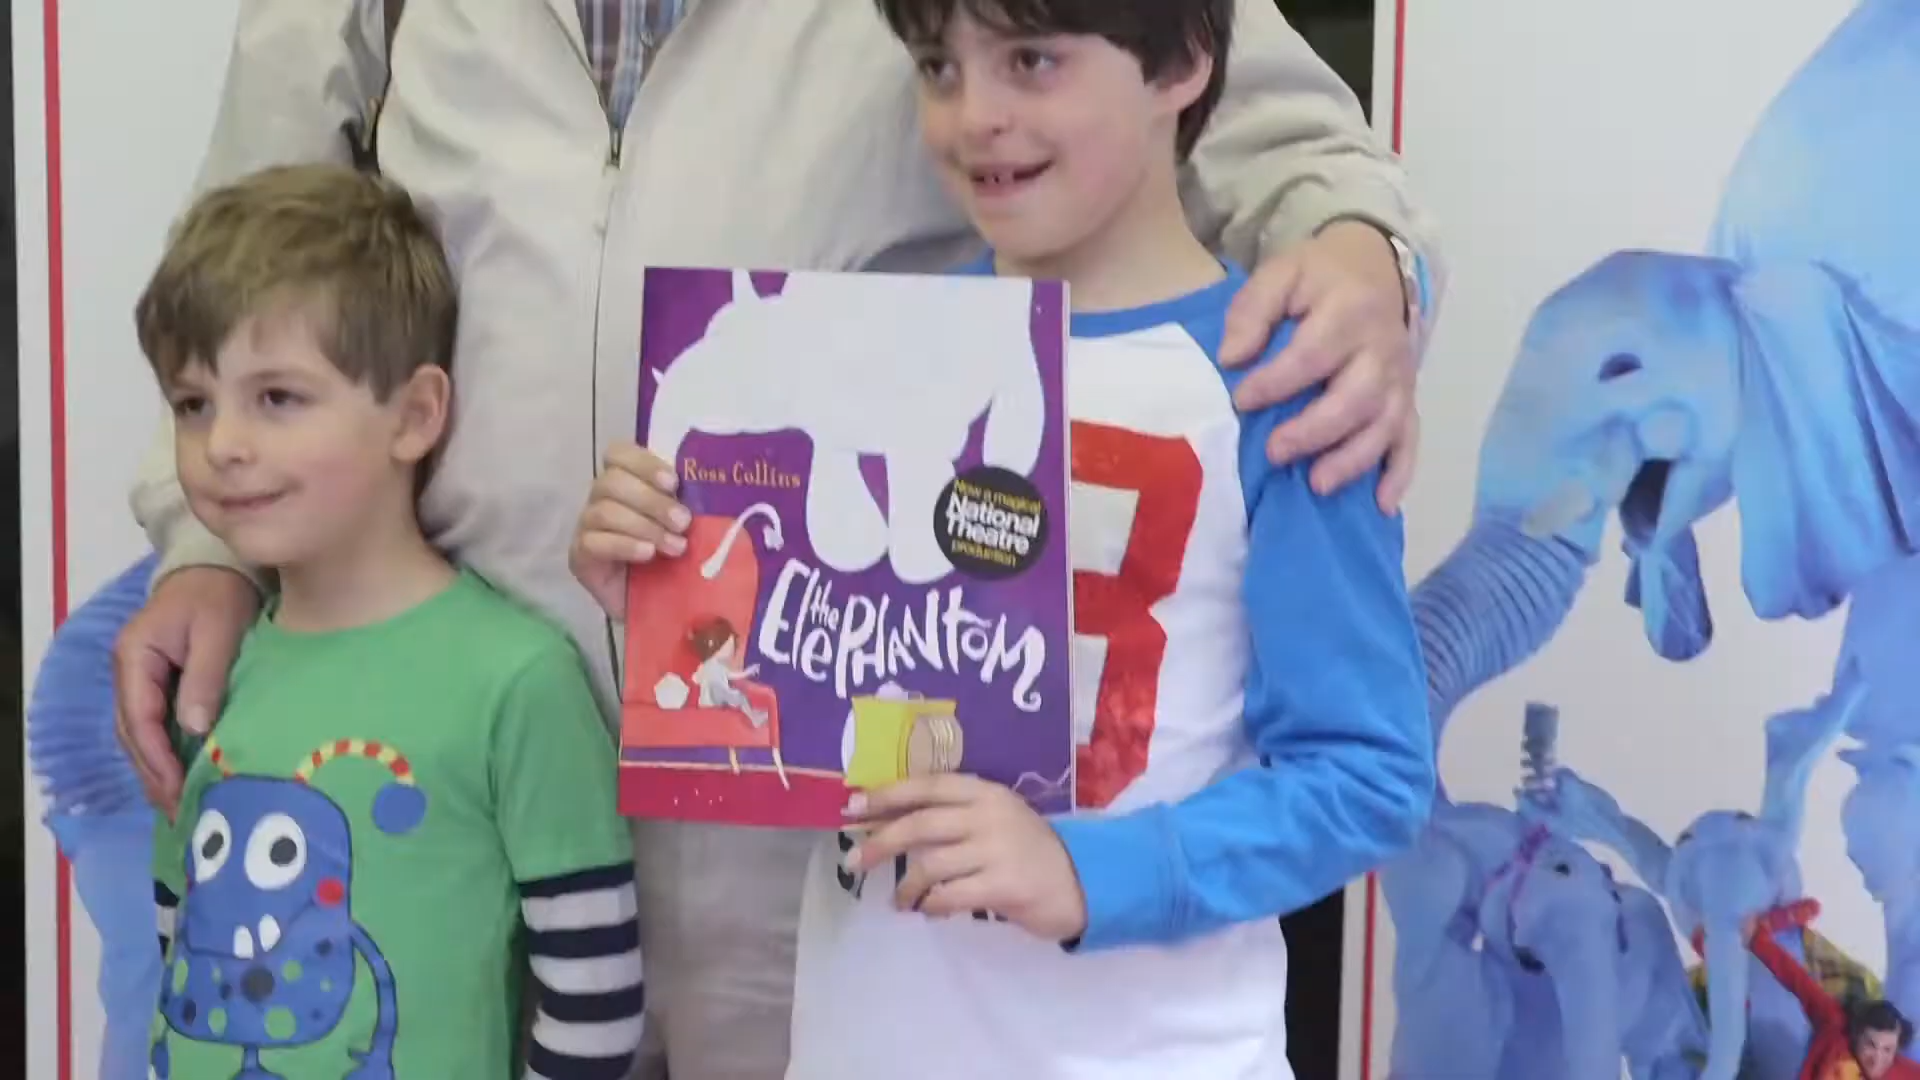 Ross Collins
Now a magical
National
Theatre
production
the
ElePHANToM